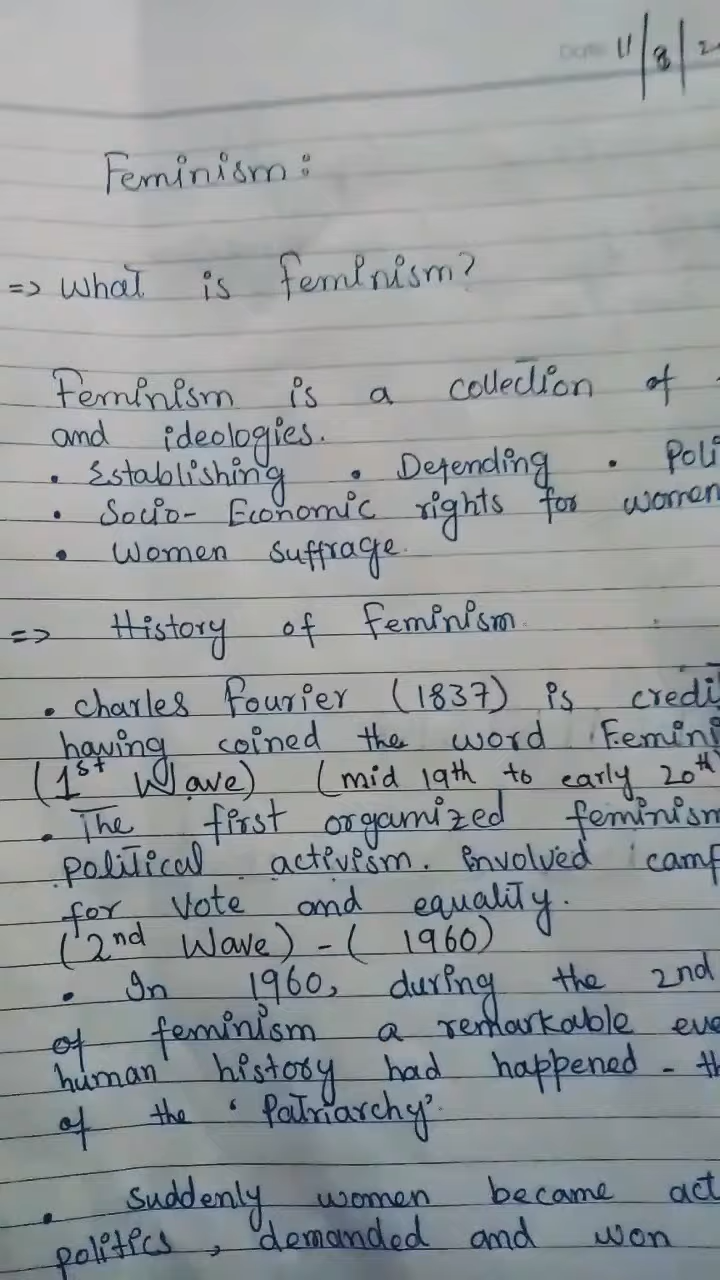 Date 11/8/2
Feminism:
=> What is feminism?
Feminism is a collection of
and ideologies.
• Establishing • Defending • Poli
• Socio- Economic rights for women
• Women suffrage.
=> History of feminism.
• Charles Fourier (1837) is credi
having coined the word Femini
(1st Wave) (mid 19th to early 20th
• The first organized feminism
political activism. involved camp
for vote and equality.
(2nd Wave) - ( 1960)
• In 1960, during the 2nd
of feminism a remarkable eve
human history had happened - th
of the 'Patriarchy'.
• Suddenly women became act
politics, demanded and won